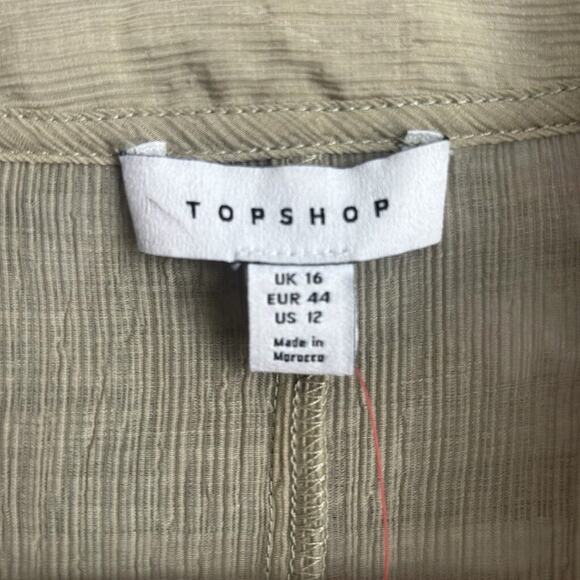 TOPSHOP
UK 16
EUR 44
US 12
Made in
Morocco